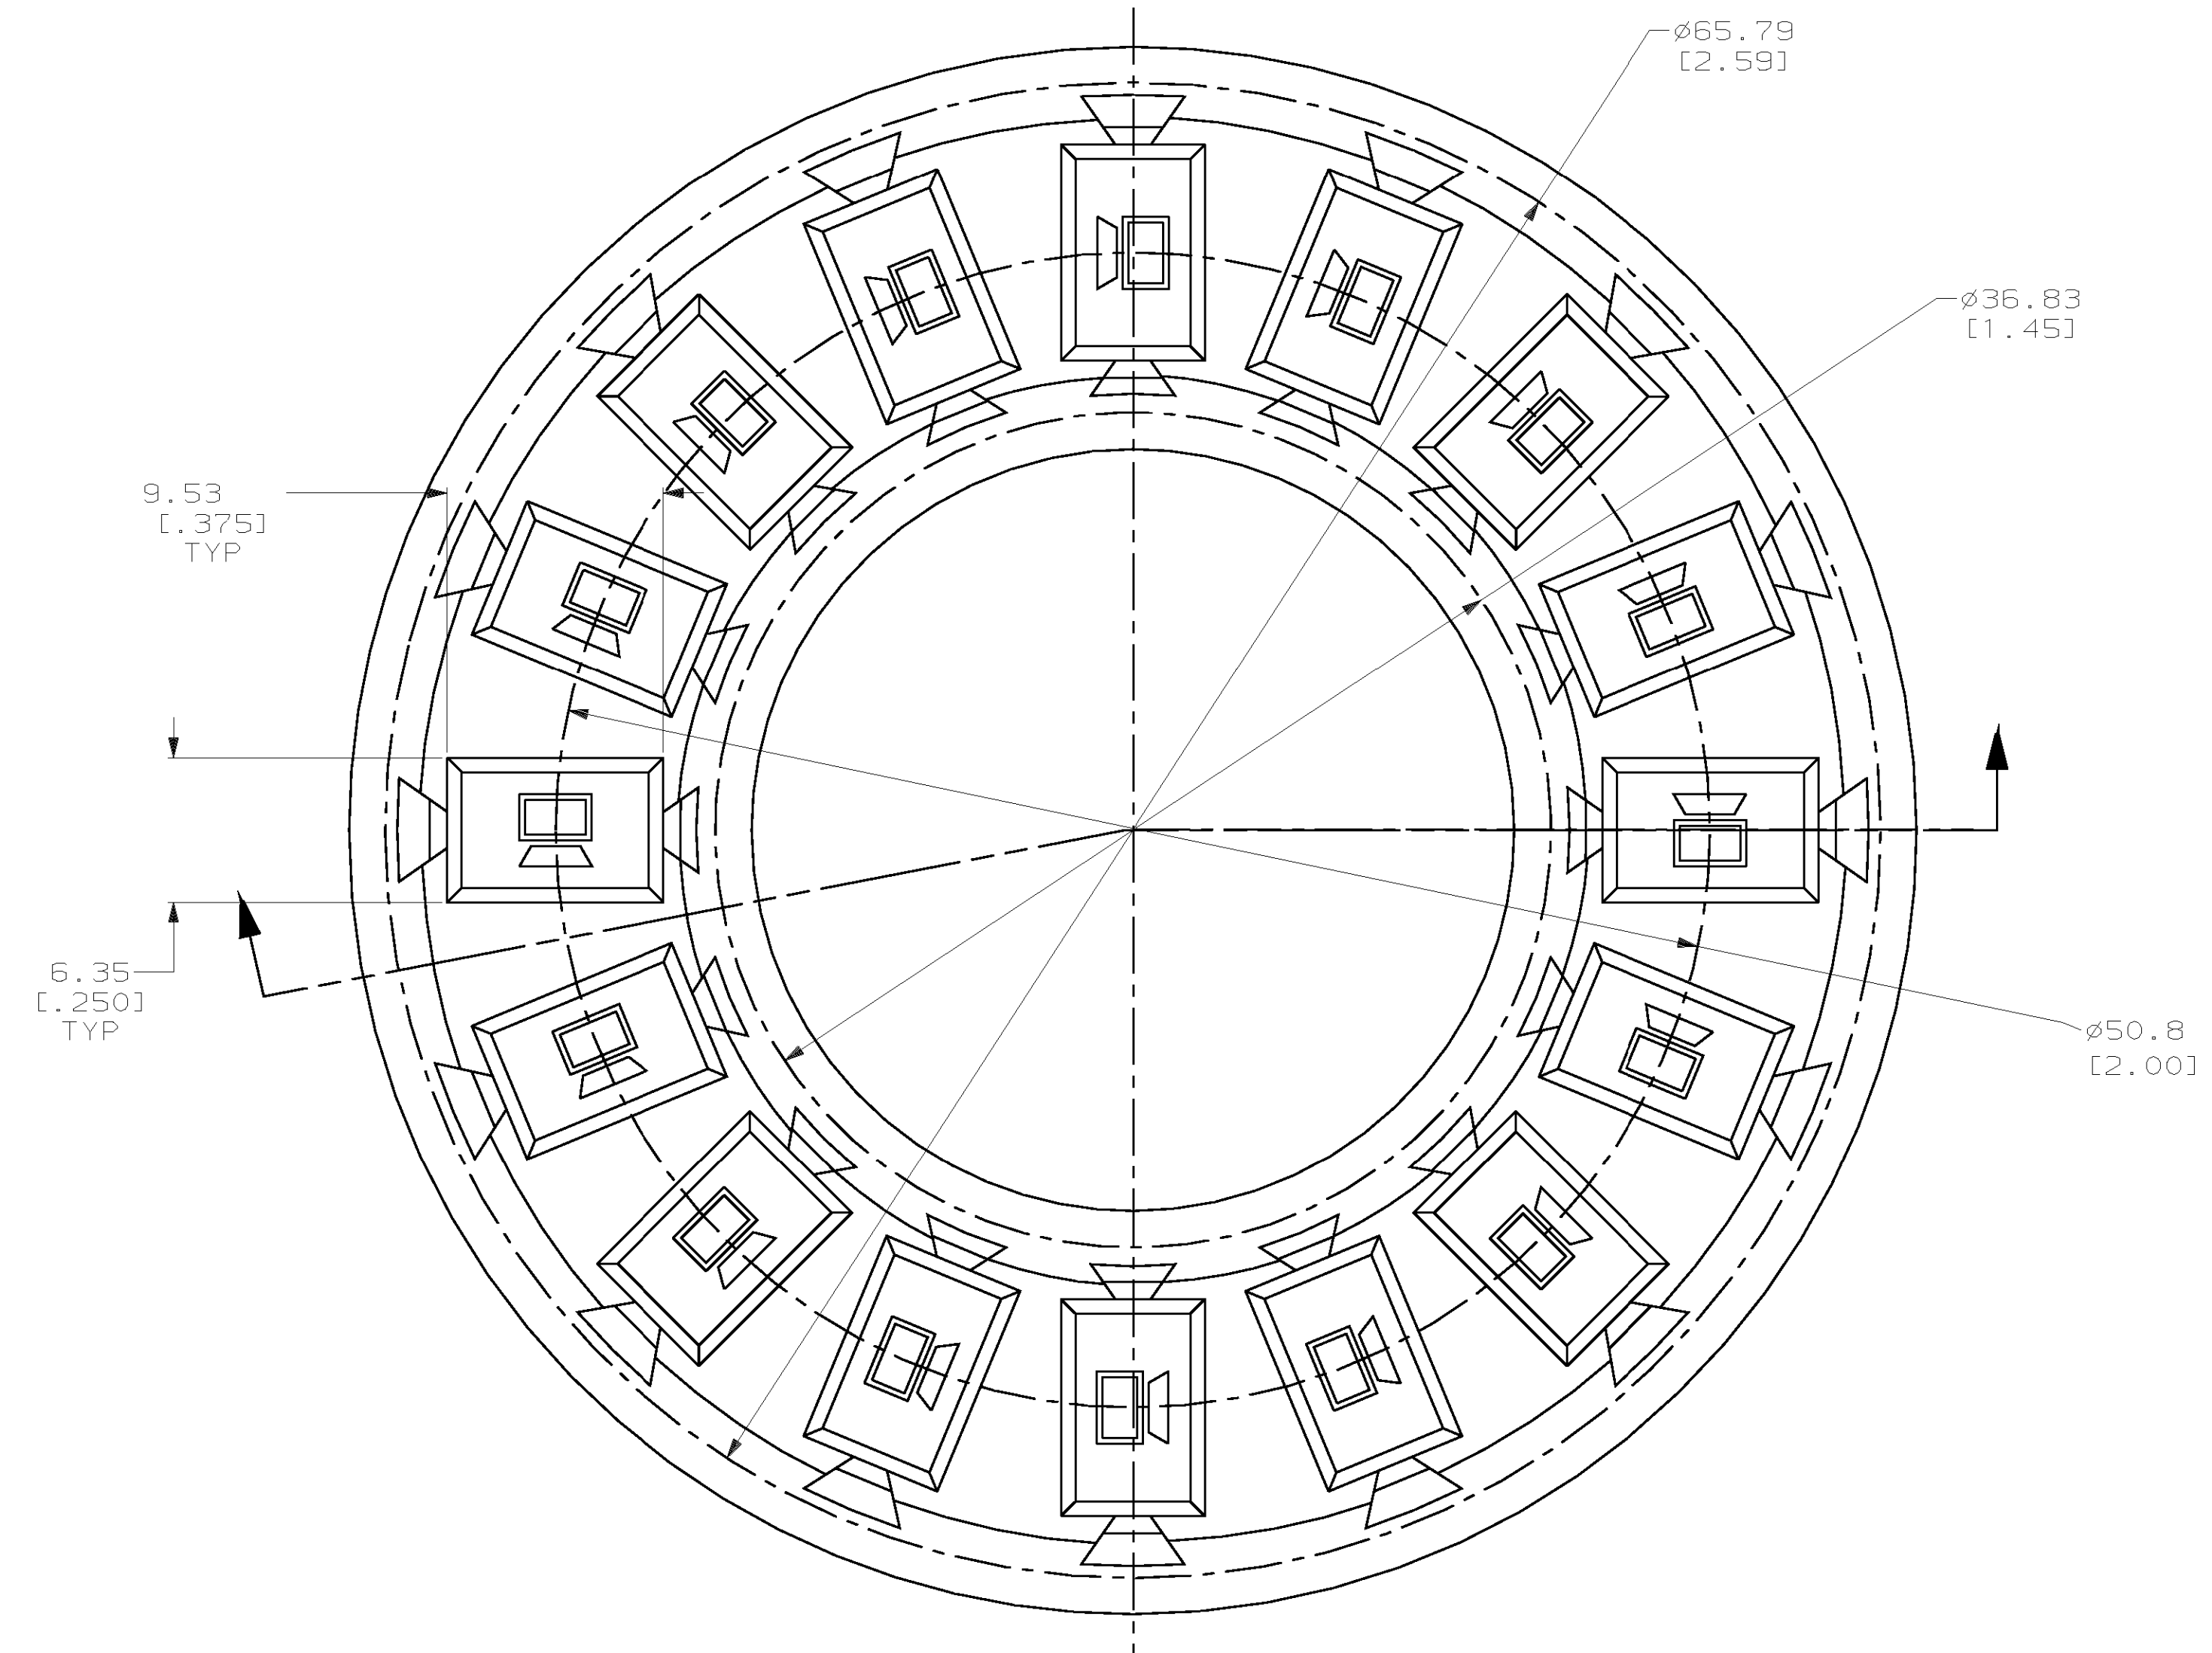 ø65.79
[2.59]
ø36.83
[1.45]
9.53
[.375]
TYP
6.35
[.250]
TYP
ø50.8
[2.00]